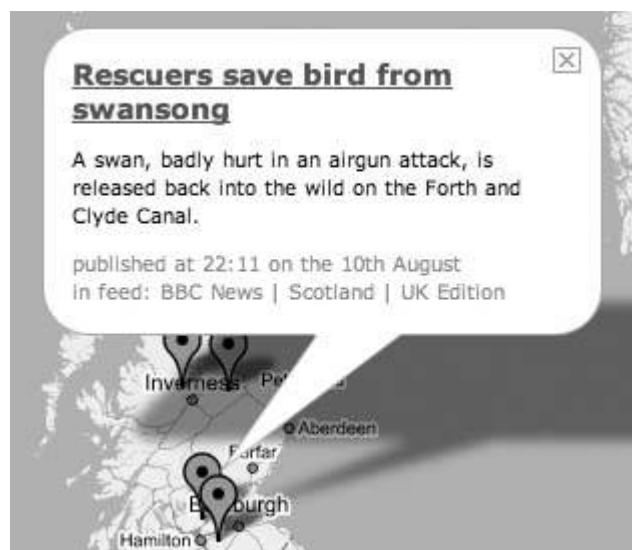 Rescuers save bird from
swansong
A swan, badly hurt in an airgun attack, is
released back into the wild on the Forth and
Clyde Canal.
published at 22:11 on the 10th August
in feed: BBC News | Scotland | UK Edition
Inverness
Aberdeen
Forfar
Edinburgh
Hamilton